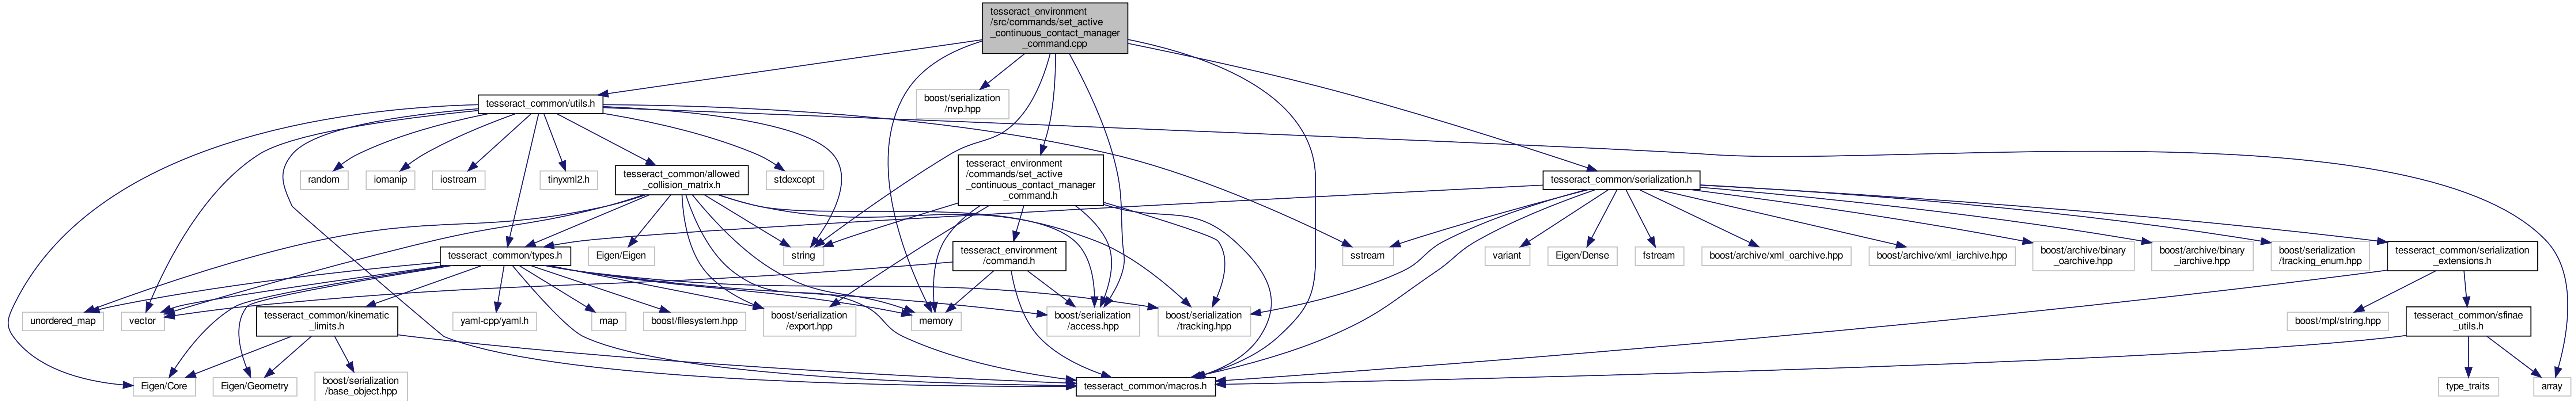 tesseract_environment
/src/commands/set_active
_continuous_contact_manager
_command.cpp
tesseract_common/utils.h
boost/serialization
/nvp.hpp
random
iomanip
iostream
tinyxml2.h
tesseract_common/allowed
_collision_matrix.h
stdexcept
tesseract_environment
/commands/set_active
_continuous_contact_manager
_command.h
tesseract_common/serialization.h
tesseract_common/types.h
Eigen/Eigen
string
tesseract_environment
/command.h
sstream
variant
Eigen/Dense
fstream
boost/archive/xml_oarchive.hpp
boost/archive/xml_iarchive.hpp
boost/archive/binary
_oarchive.hpp
boost/archive/binary
_iarchive.hpp
boost/serialization
/tracking_enum.hpp
tesseract_common/serialization
_extensions.h
unordered_map
vector
tesseract_common/kinematic
_limits.h
yaml-cpp/yaml.h
map
boost/filesystem.hpp
boost/serialization
/export.hpp
memory
boost/serialization
/access.hpp
boost/serialization
/tracking.hpp
boost/mpl/string.hpp
tesseract_common/sfinae
_utils.h
Eigen/Core
Eigen/Geometry
boost/serialization
/base_object.hpp
tesseract_common/macros.h
type_traits
array